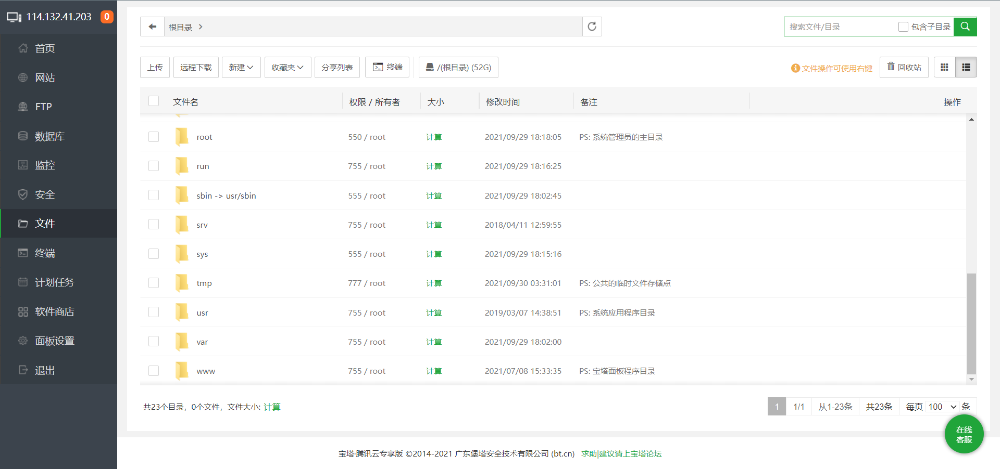 114.132.41.203 0
首页
网站
FTP
数据库
监控
安全
文件
终端
计划任务
软件商店
面板设置
退出
根目录
搜索文件/目录 包含子目录
上传 远程下载 新建 收藏夹 分享列表 终端 /(根目录) (52G) 文件操作可使用右键 回收站
文件名 权限 / 所有者 大小 修改时间 备注 操作
root 550 / root 计算 2021/09/29 18:18:05 PS: 系统管理员的主目录
run 755 / root 计算 2021/09/29 18:16:25
sbin -> usr/sbin 555 / root 计算 2021/09/29 18:02:45
srv 755 / root 计算 2018/04/11 12:59:55
sys 555 / root 计算 2021/09/29 18:15:16
tmp 777 / root 计算 2021/09/30 03:31:01 PS: 公共的临时文件存储点
usr 755 / root 计算 2019/03/07 14:38:51 PS: 系统应用程序目录
var 755 / root 计算 2021/09/29 18:02:00
www 755 / root 计算 2021/07/08 15:33:35 PS: 宝塔面板程序目录
共23个目录，0个文件，文件大小: 计算 1 1/1 从1-23条 共23条 每页 100 条
在线
客服
宝塔·腾讯云专享版 ©2014-2021 广东堡塔安全技术有限公司 (bt.cn) 求助|建议请上宝塔论坛